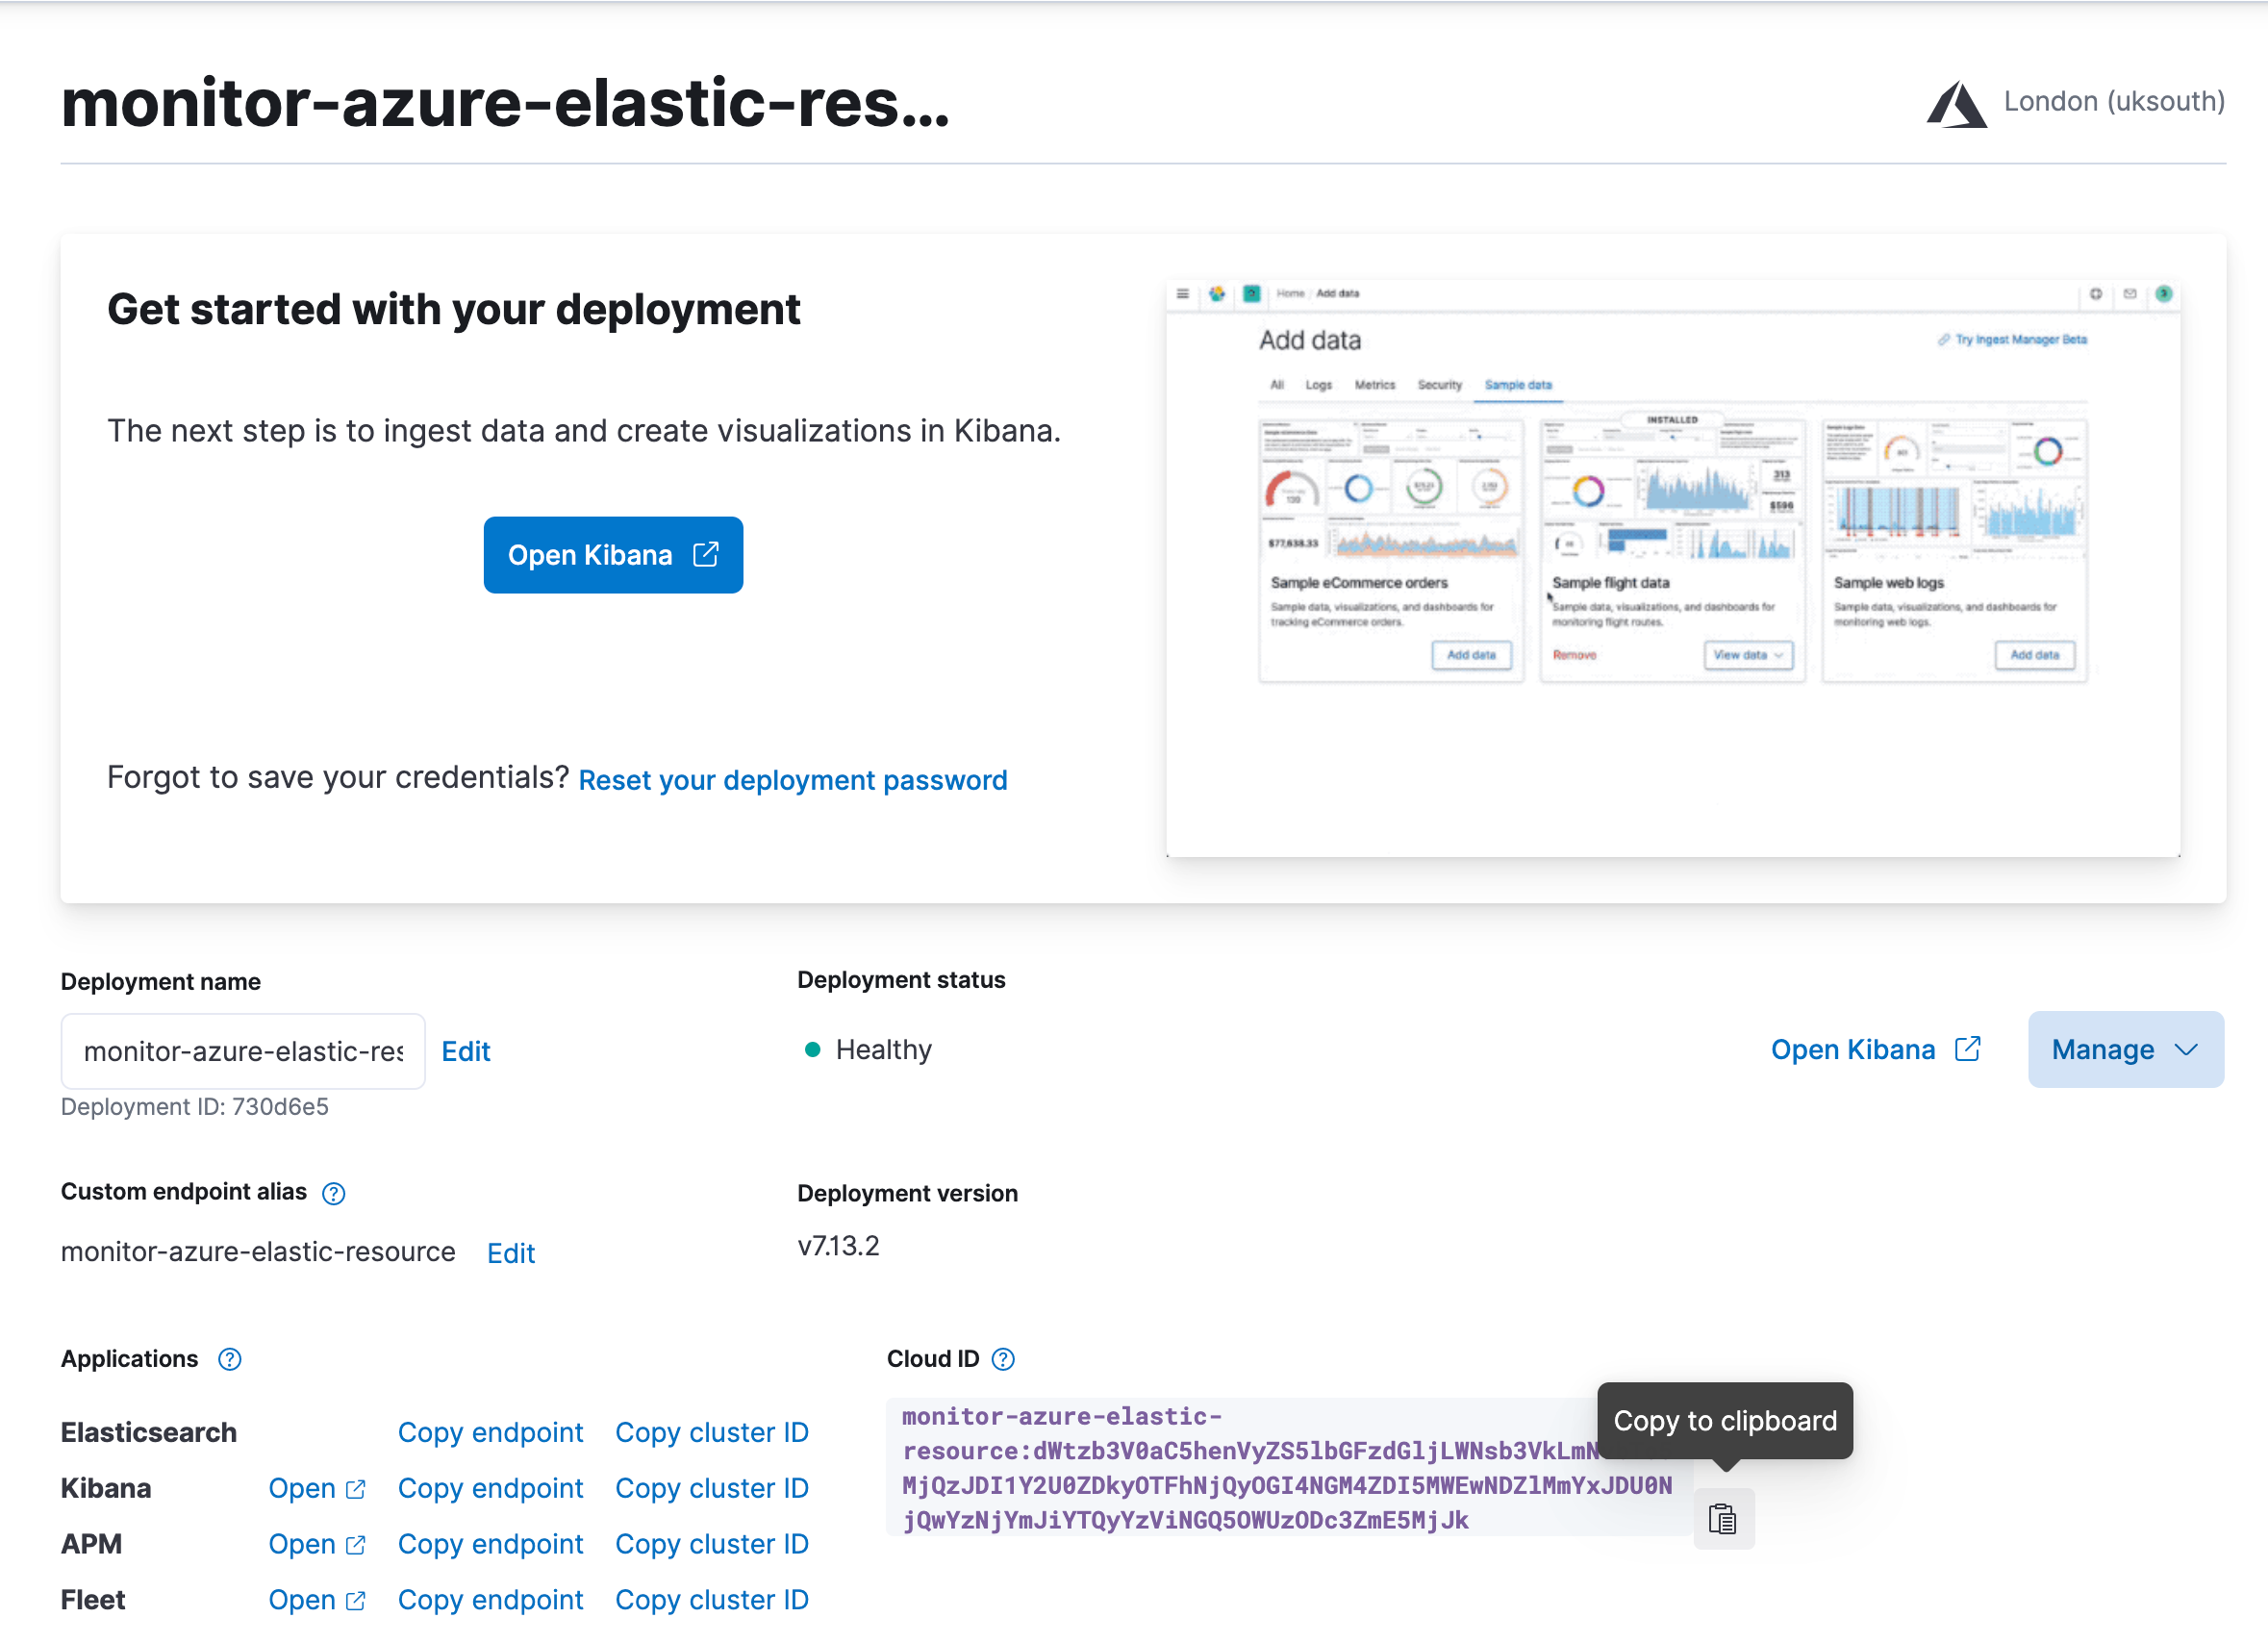 monitor-azure-elastic-res...
London (uksouth)
Get started with your deployment
The next step is to ingest data and create visualizations in Kibana.
Open Kibana
Forgot to save your credentials? Reset your deployment password
Home / Add data
Add data
Try Ingest Manager Beta
All Logs Metrics Security Sample data
INSTALLED
$77,638.33
313
$596
Sample eCommerce orders
Sample data, visualizations, and dashboards for
tracking eCommerce orders.
Add data
Sample flight data
Sample data, visualizations, and dashboards for
monitoring flight routes.
Remove
View data
Sample web logs
Sample data, visualizations, and dashboards for
monitoring web logs.
Add data
Deployment name
monitor-azure-elastic-res
Edit
Deployment ID: 730d6e5
Deployment status
Healthy
Open Kibana
Manage
Custom endpoint alias
monitor-azure-elastic-resource Edit
Deployment version
v7.13.2
Applications
Elasticsearch Copy endpoint Copy cluster ID
Kibana Open Copy endpoint Copy cluster ID
APM Open Copy endpoint Copy cluster ID
Fleet Open Copy endpoint Copy cluster ID
Cloud ID
monitor-azure-elastic-
resource:dWtzb3V0aC5henVyZS5lbGFzdGljLWNsb3VkLmN
MjQzJDI1Y2U0ZDkyOTFhNjQyOGI4NGM4ZDI5MWEwNDZlMmYxJDU0N
jQwYzNjYmJiYTQyYzViNGQ5OWUzODc3ZmE5MjJk
Copy to clipboard